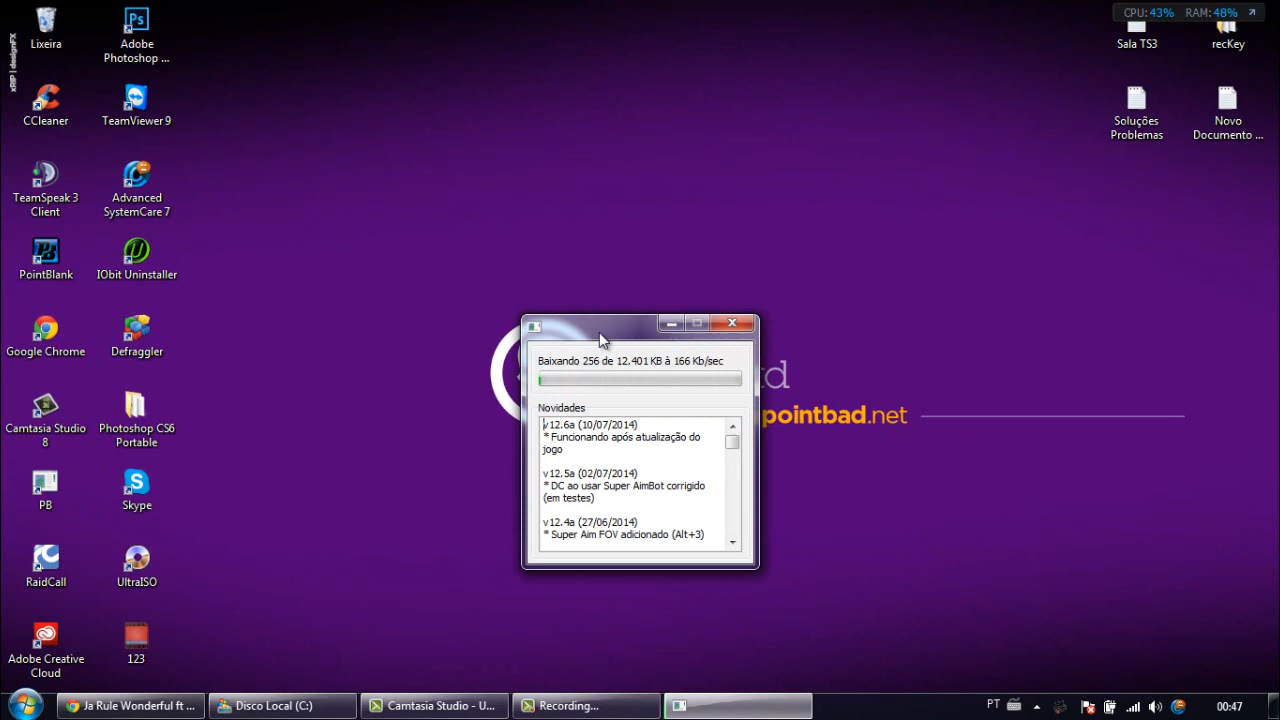 CPU: 43% RAM: 48%
xRIP | designFX
Lixeira
Adobe
Photoshop ...
Sala TS3
recKey
CCleaner
TeamViewer 9
Soluções
Problemas
Novo
Documento ...
TeamSpeak 3
Client
Advanced
SystemCare 7
PointBlank
IObit Uninstaller
Google Chrome
Defraggler
Camtasia Studio
8
Photoshop CS6
Camtasia Studio
PB
Skype
RaidCall
UltraISO
Adobe Creative
Cloud
123
Baixando 256 de 12.401 KB à 166 Kb/sec
Novidades
v12.6a (10/07/2014)
* Funcionando após atualização do
jogo
v12.5a (02/07/2014)
* DC ao usar Super AimBot corrigido
(em testes)
v12.4a (27/06/2014)
* Super Aim FOV adicionado (Alt+3)
d
pointbad.net
Ja Rule Wonderful ft ...
Disco Local (C:)
Camtasia Studio - U...
Recording...
PT
00:47